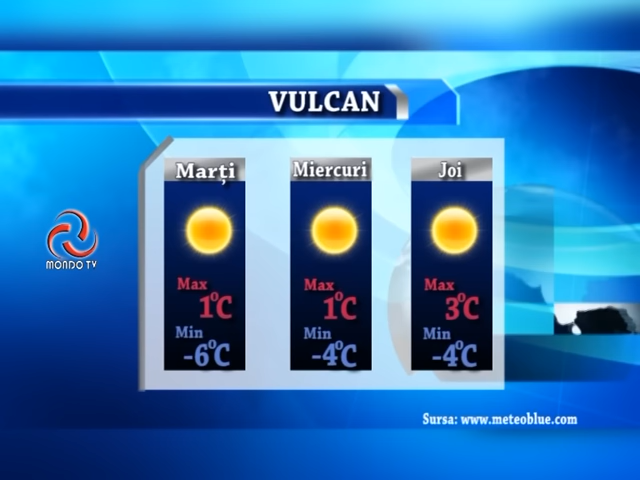 VULCAN
Marți
Miercuri
Joi
Max
1°C
Min
-6°C
Max
1°C
Min
-4°C
Max
3°C
Min
-4°C
MONDO TV
Sursa: www.meteoblue.com